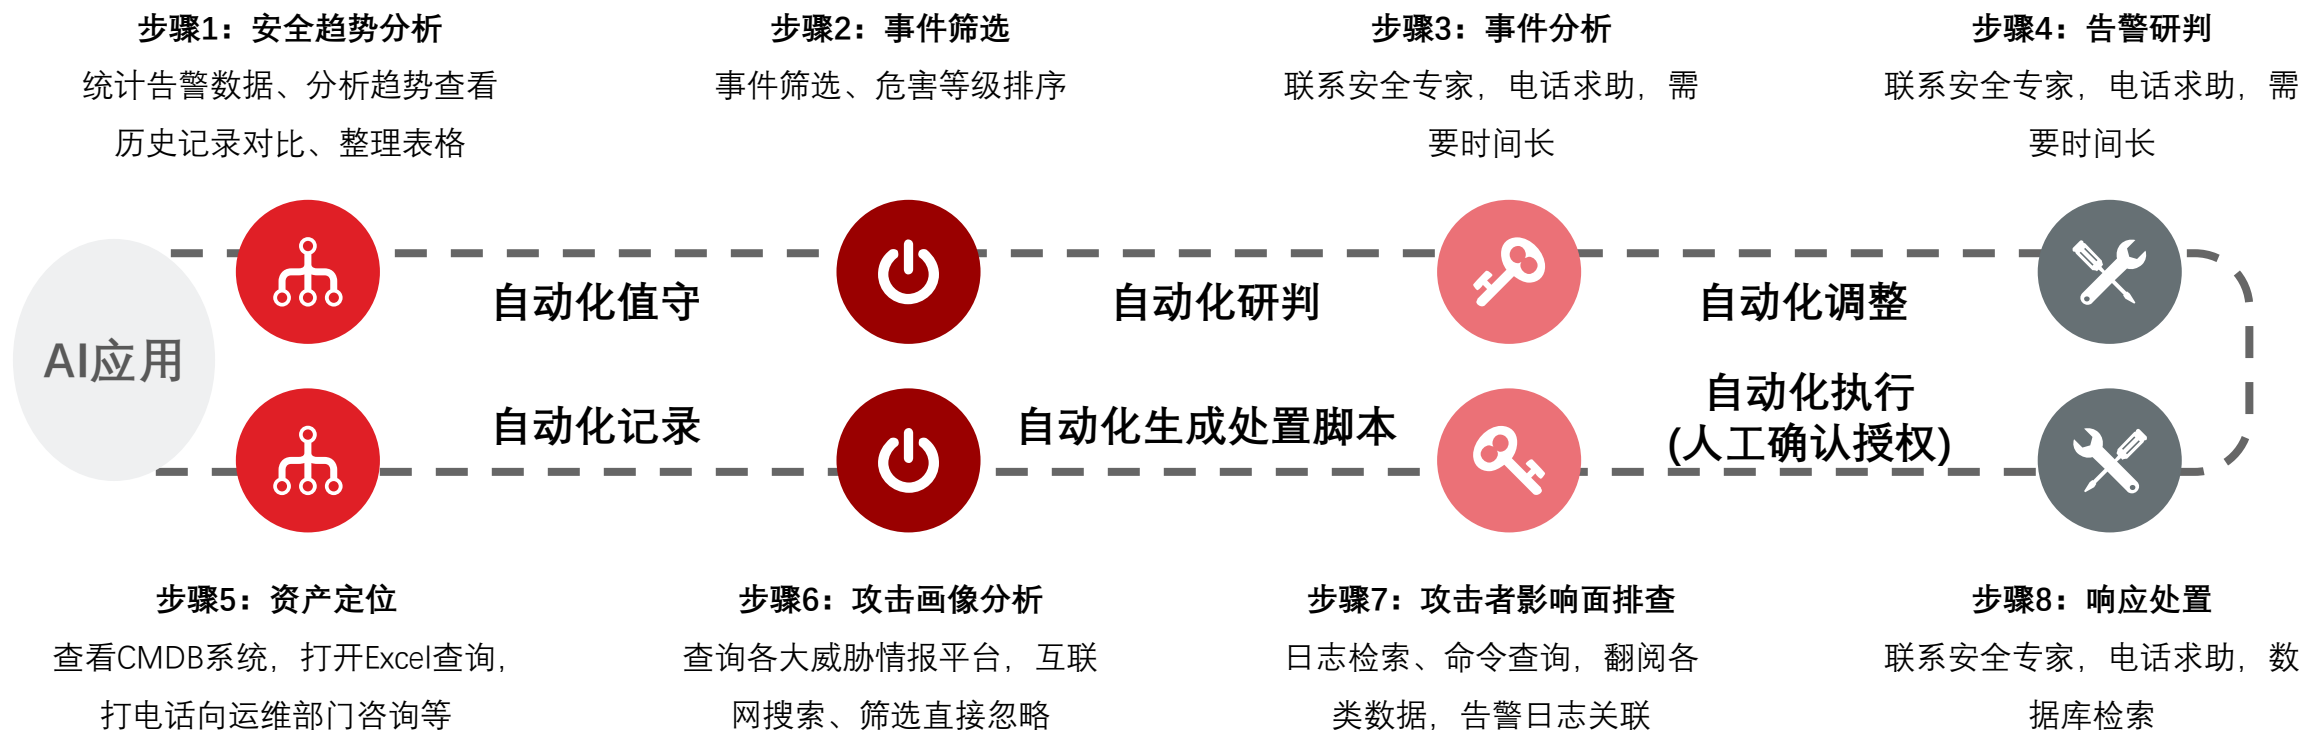 步骤1：安全趋势分析
统计告警数据、分析趋势查看
历史记录对比、整理表格
步骤2：事件筛选
事件筛选、危害等级排序
步骤3：事件分析
联系安全专家，电话求助，需
要时间长
步骤4：告警研判
联系安全专家，电话求助，需
要时间长
AI应用
自动化值守
自动化研判
自动化调整
自动化记录
自动化生成处置脚本
自动化执行
(人工确认授权)
步骤5：资产定位
查看CMDB系统，打开Excel查询，
打电话向运维部门咨询等
步骤6：攻击画像分析
查询各大威胁情报平台，互联
网搜索、筛选直接忽略
步骤7：攻击者影响面排查
日志检索、命令查询，翻阅各
类数据，告警日志关联
步骤8：响应处置
联系安全专家，电话求助，数
据库检索